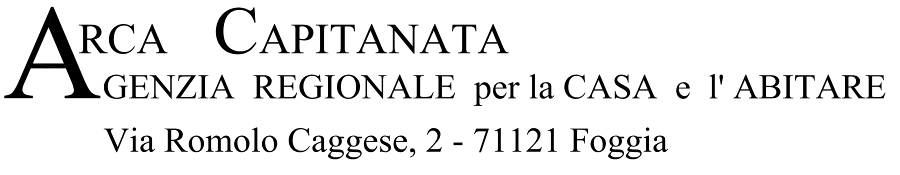 ARCA CAPITANATA
AGENZIA REGIONALE per la CASA e l' ABITARE
Via Romolo Caggese, 2 - 71121 Foggia